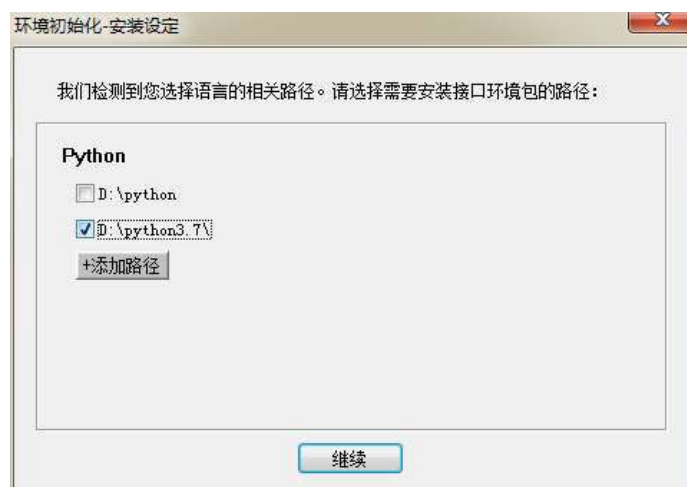 环境初始化-安装设定
我们检测到您选择语言的相关路径。请选择需要安装接口环境包的路径：
Python
D:\python
D:\python3.7\
+添加路径
继续